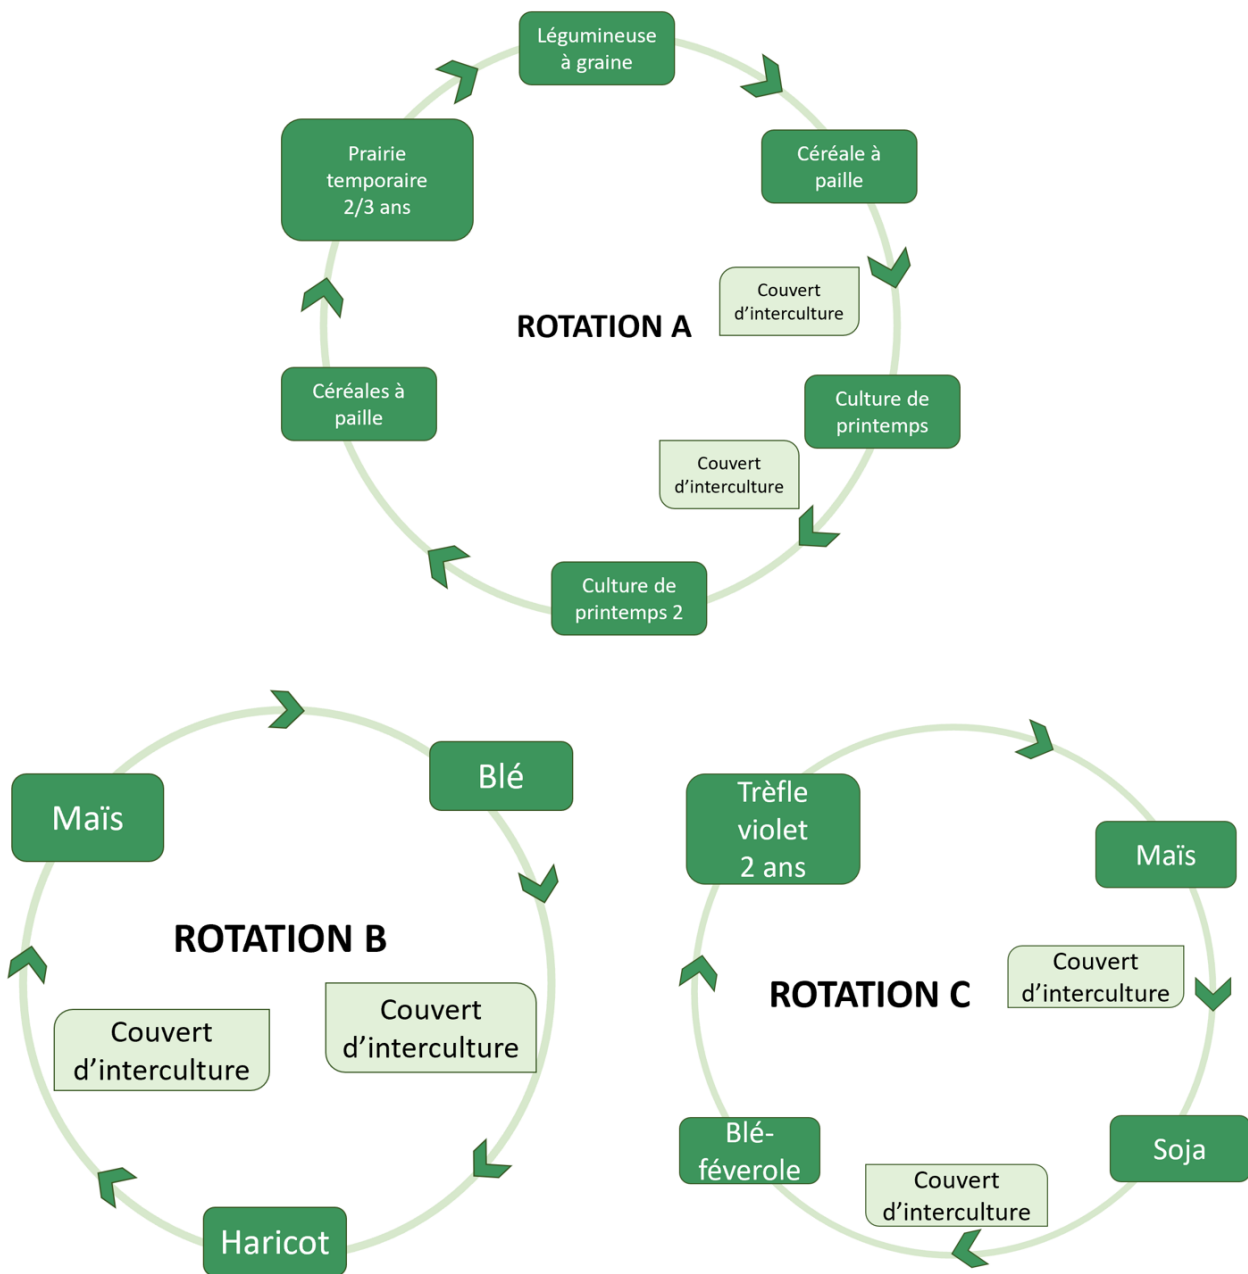 Légumineuse
à graine
Céréale à
paille
Prairie
temporaire
2/3 ans
Couvert
d’interculture
ROTATION A
Céréales à
paille
Culture de
printemps
Couvert
d’interculture
Culture de
printemps 2
Blé
Maïs
ROTATION B
Couvert
d’interculture
Couvert
d’interculture
Haricot
Trèfle
violet
2 ans
Maïs
Couvert
d’interculture
ROTATION C
Blé-
féverole
Soja
Couvert
d’interculture